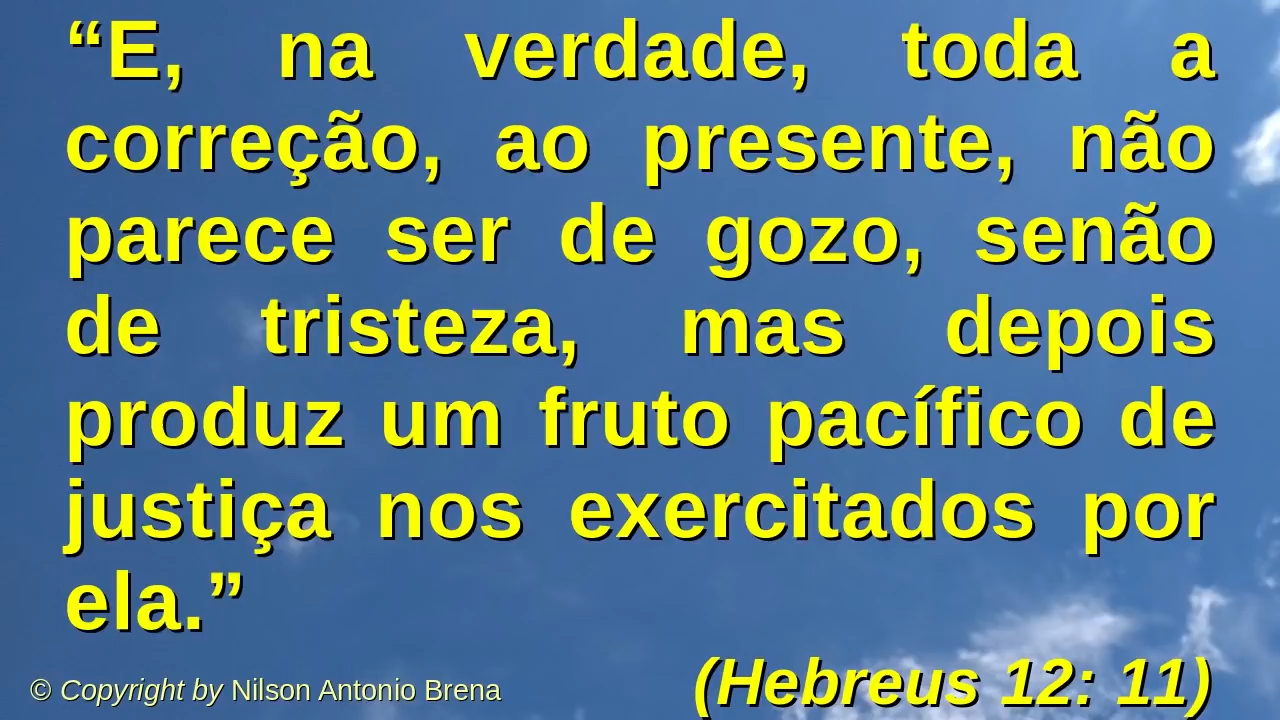 “E, na verdade, toda a
correção, ao presente, não
parece ser de gozo, senão
de tristeza, mas depois
produz um fruto pacífico de
justiça nos exercitados por
ela.”
(Hebreus 12: 11)
© Copyright by Nilson Antonio Brena